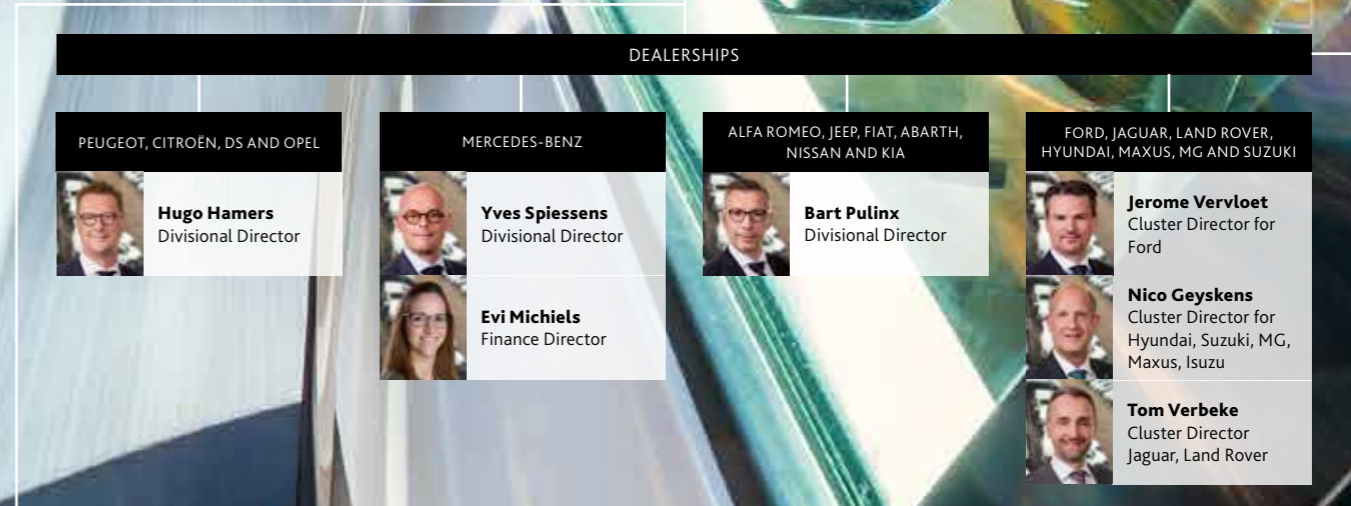 DEALERSHIPS
PEUGEOT, CITROËN, DS AND OPEL
Hugo Hamers
Divisional Director
MERCEDES-BENZ
Yves Spiessens
Divisional Director
Evi Michiels
Finance Director
ALFA ROMEO, JEEP, FIAT, ABARTH,
NISSAN AND KIA
Bart Pulinx
Divisional Director
FORD, JAGUAR, LAND ROVER,
HYUNDAI, MAXUS, MG AND SUZUKI
Jerome Vervloet
Cluster Director for
Ford
Nico Geyskens
Cluster Director for
Hyundai, Suzuki, MG,
Maxus, Isuzu
Tom Verbeke
Cluster Director
Jaguar, Land Rover